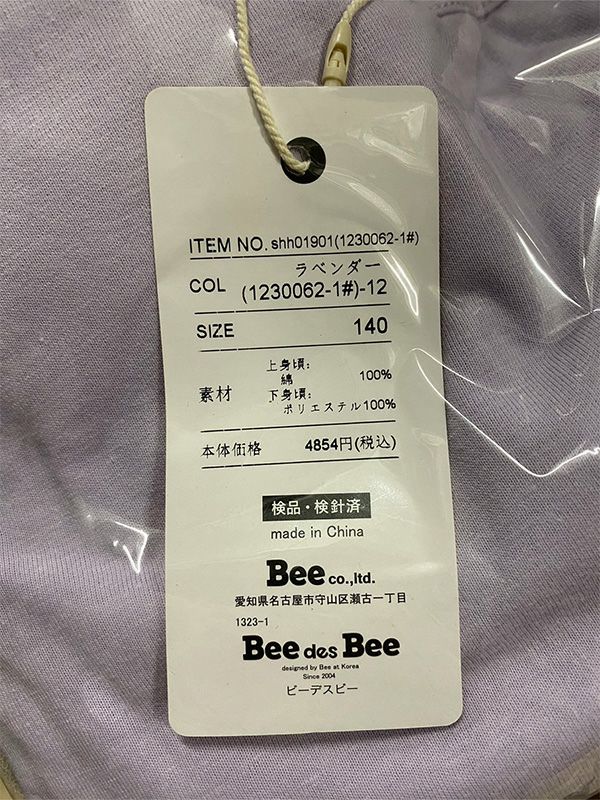 ITEM NO. shh01901(1230062-1#)
COL ラベンダー
(1230062-1#)-12
SIZE 140
素材 上身頃:
綿 100%
下身頃:
ポリエステル100%
本体価格 4854円(税込)
検品・検針済
made in China
Bee co.,ltd.
愛知県名古屋市守山区瀬古一丁目
1323-1
Bee des Bee
designed by Bee at Korea
Since 2004
ビーデスビー